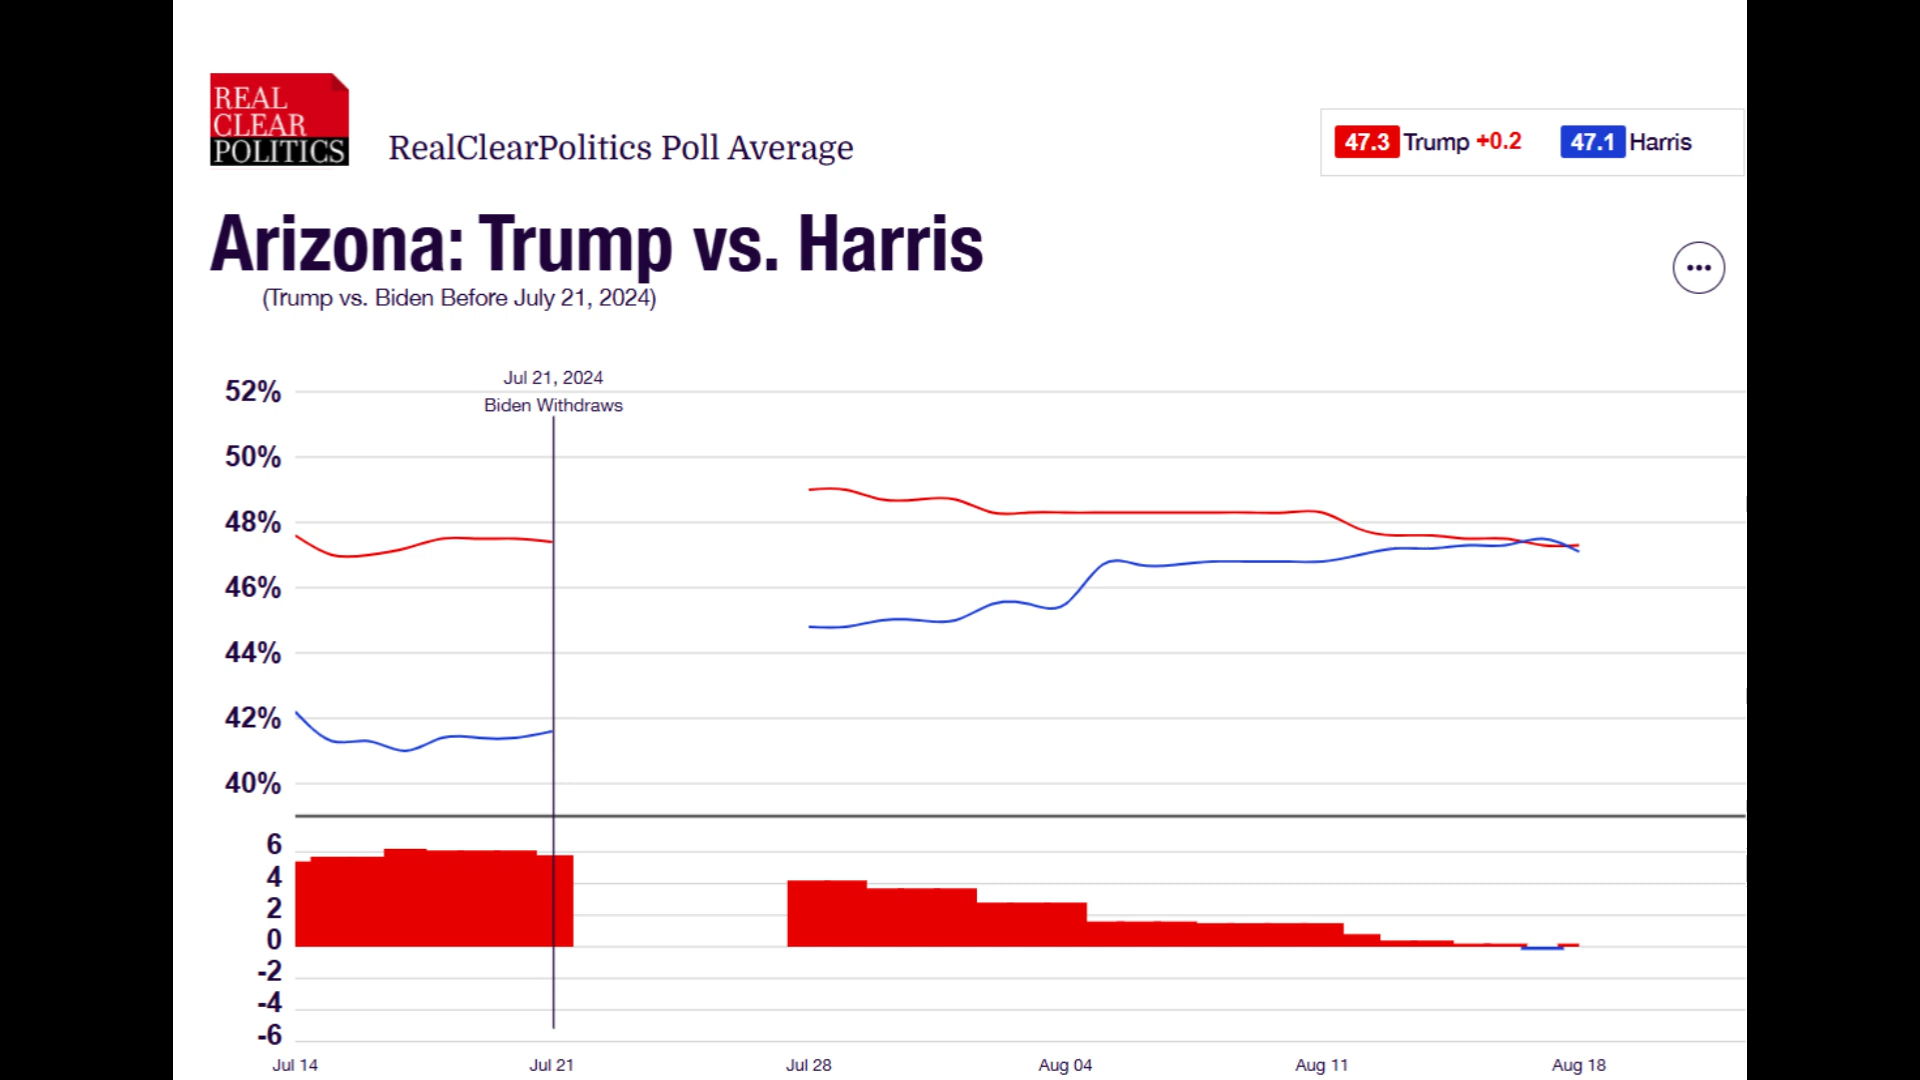 REAL
CLEAR
POLITICS
RealClearPolitics Poll Average
47.3 Trump +0.2 47.1 Harris
Arizona: Trump vs. Harris
(Trump vs. Biden Before July 21, 2024)
Jul 21, 2024
Biden Withdraws
52%
50%
48%
46%
44%
42%
40%
6
4
2
0
-2
-4
-6
Jul 14 Jul 21 Jul 28 Aug 04 Aug 11 Aug 18